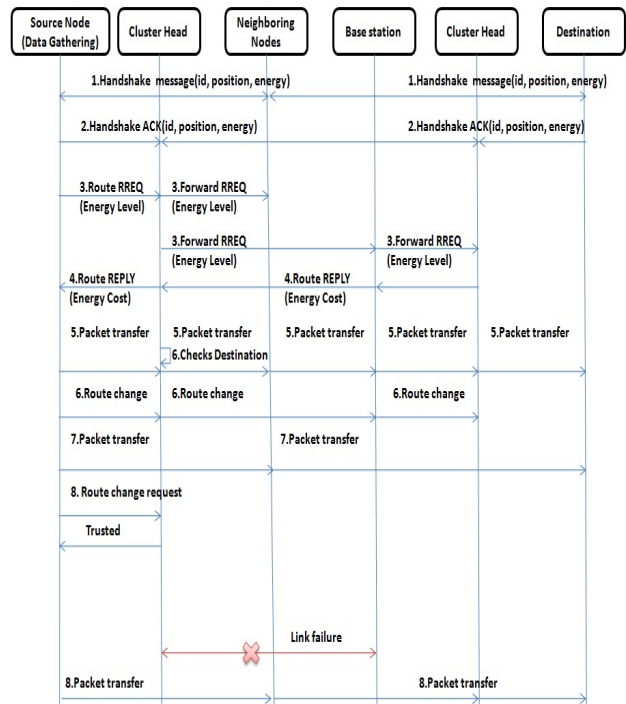 Source Node
(Data Gathering)
Cluster Head
Neighboring
Nodes
Base station
Cluster Head
Destination
1.Handshake message(id, position, energy)
1.Handshake message(id, position, energy)
2.Handshake ACK(id, position, energy)
2.Handshake ACK(id, position, energy)
3.Route RREQ
(Energy Level)
3.Forward RREQ
(Energy Level)
3.Forward RREQ
(Energy Level)
3.Forward RREQ
(Energy Level)
4.Route REPLY
(Energy Cost)
4.Route REPLY
(Energy Cost)
5.Packet transfer
5.Packet transfer
5.Packet transfer
5.Packet transfer
5.Packet transfer
6.Checks Destination
6.Route change
6.Route change
6.Route change
7.Packet transfer
7.Packet transfer
8. Route change request
Trusted
Link failure
8.Packet transfer
8.Packet transfer